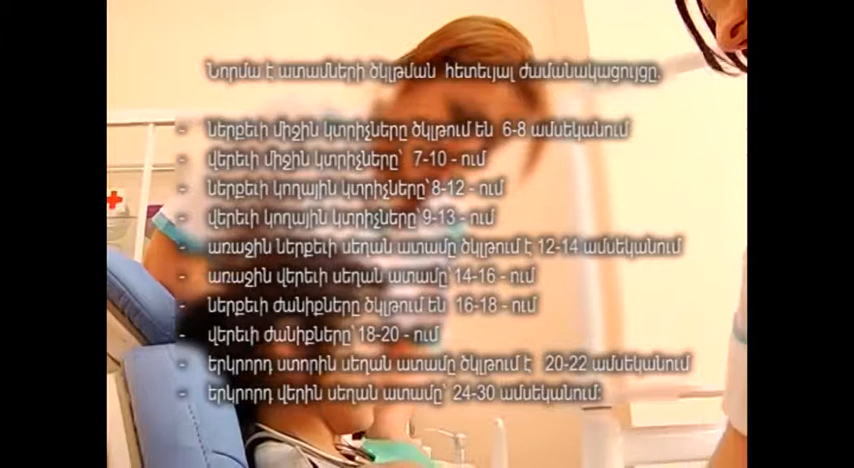 Նորմա է ատամների ծկլթման հետեւյալ ժամանակացույցը.
- ներքեւի միջին կտրիչները ծկլթում են 6-8 ամսեկանում
- վերեւի միջին կտրիչները՝ 7-10 - ում
- ներքեւի կողային կտրիչները՝8-12 - ում
- վերեւի կողային կտրիչները՝9-13 - ում
- առաջին ներքեւի սեղան ատամը ծկլթում է 12-14 ամսեկանում
- առաջին վերեւի սեղան ատամը՝14-16 - ում
- ներքեւի ժանիքները ծկլթում են 16-18 - ում
- վերեւի ժանիքները՝18-20 - ում
- երկրորդ ստորին սեղան ատամը ծկլթում է 20-22 ամսեկանում
- երկրորդ վերին սեղան ատամը՝ 24-30 ամսեկանում: